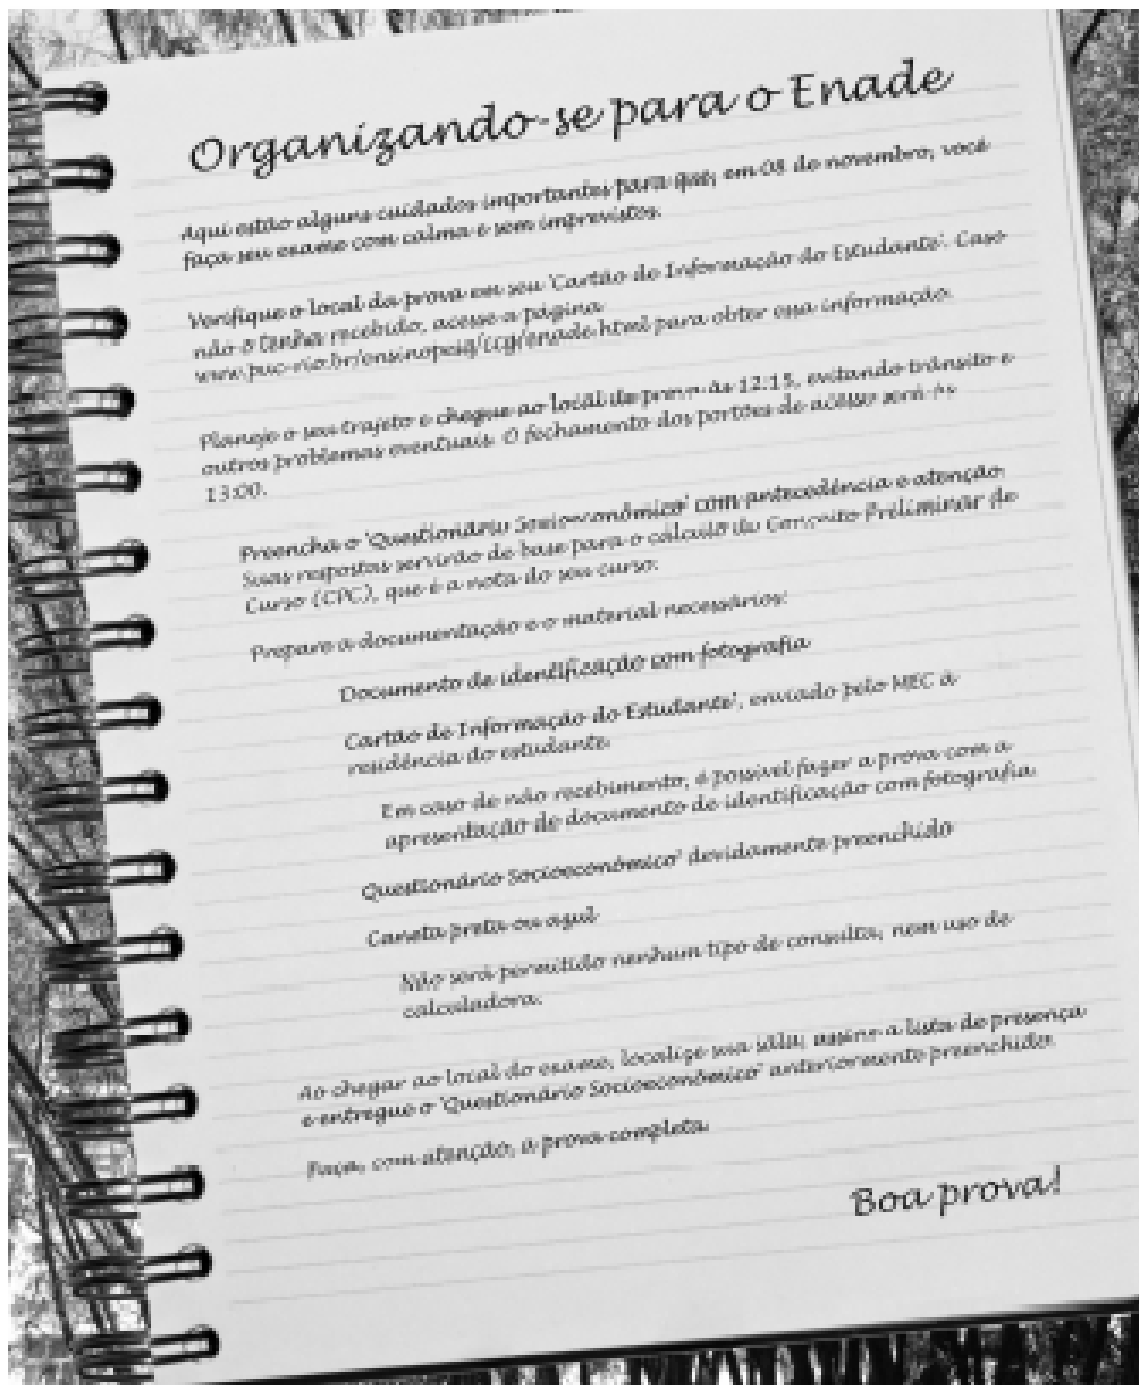 Organizando-se para o Enade
Aqui estão alguns cuidados importantes para que, em 08 de novembro, você
faça seu exame com calma e sem imprevistos:
Verifique o local da prova em seu 'Cartão de Informação do Estudante'. Caso
não o tenha recebido, acesse a página
www.puc-rio.br/ensinopesq/ccg/enade.html para obter essa informação.
Planeje o seu trajeto e chegue ao local de prova às 12:15, evitando trânsito e
outros problemas eventuais. O fechamento dos portões de acesso será às
13:00.
Preencha o 'Questionário Socioeconômico' com antecedência e atenção.
Suas respostas servirão de base para o cálculo do Conceito Preliminar de
Curso (CPC), que é a nota do seu curso.
Prepare a documentação e o material necessários:
Documento de identificação com fotografia
Cartão de Informação do Estudante', enviado pelo MEC à
residência do estudante.
Em caso de não recebimento, é possível fazer a prova com a
apresentação de documento de identificação com fotografia.
Questionário Socioeconômico' devidamente preenchido
Caneta preta ou azul
Não será permitido nenhum tipo de consulta, nem uso de
calculadora.
Ao chegar ao local do exame, localize sua sala, assine a lista de presença
e entregue o 'Questionário Socioeconômico' anteriormente preenchido.
Faça, com atenção, a prova completa.
Boa prova!